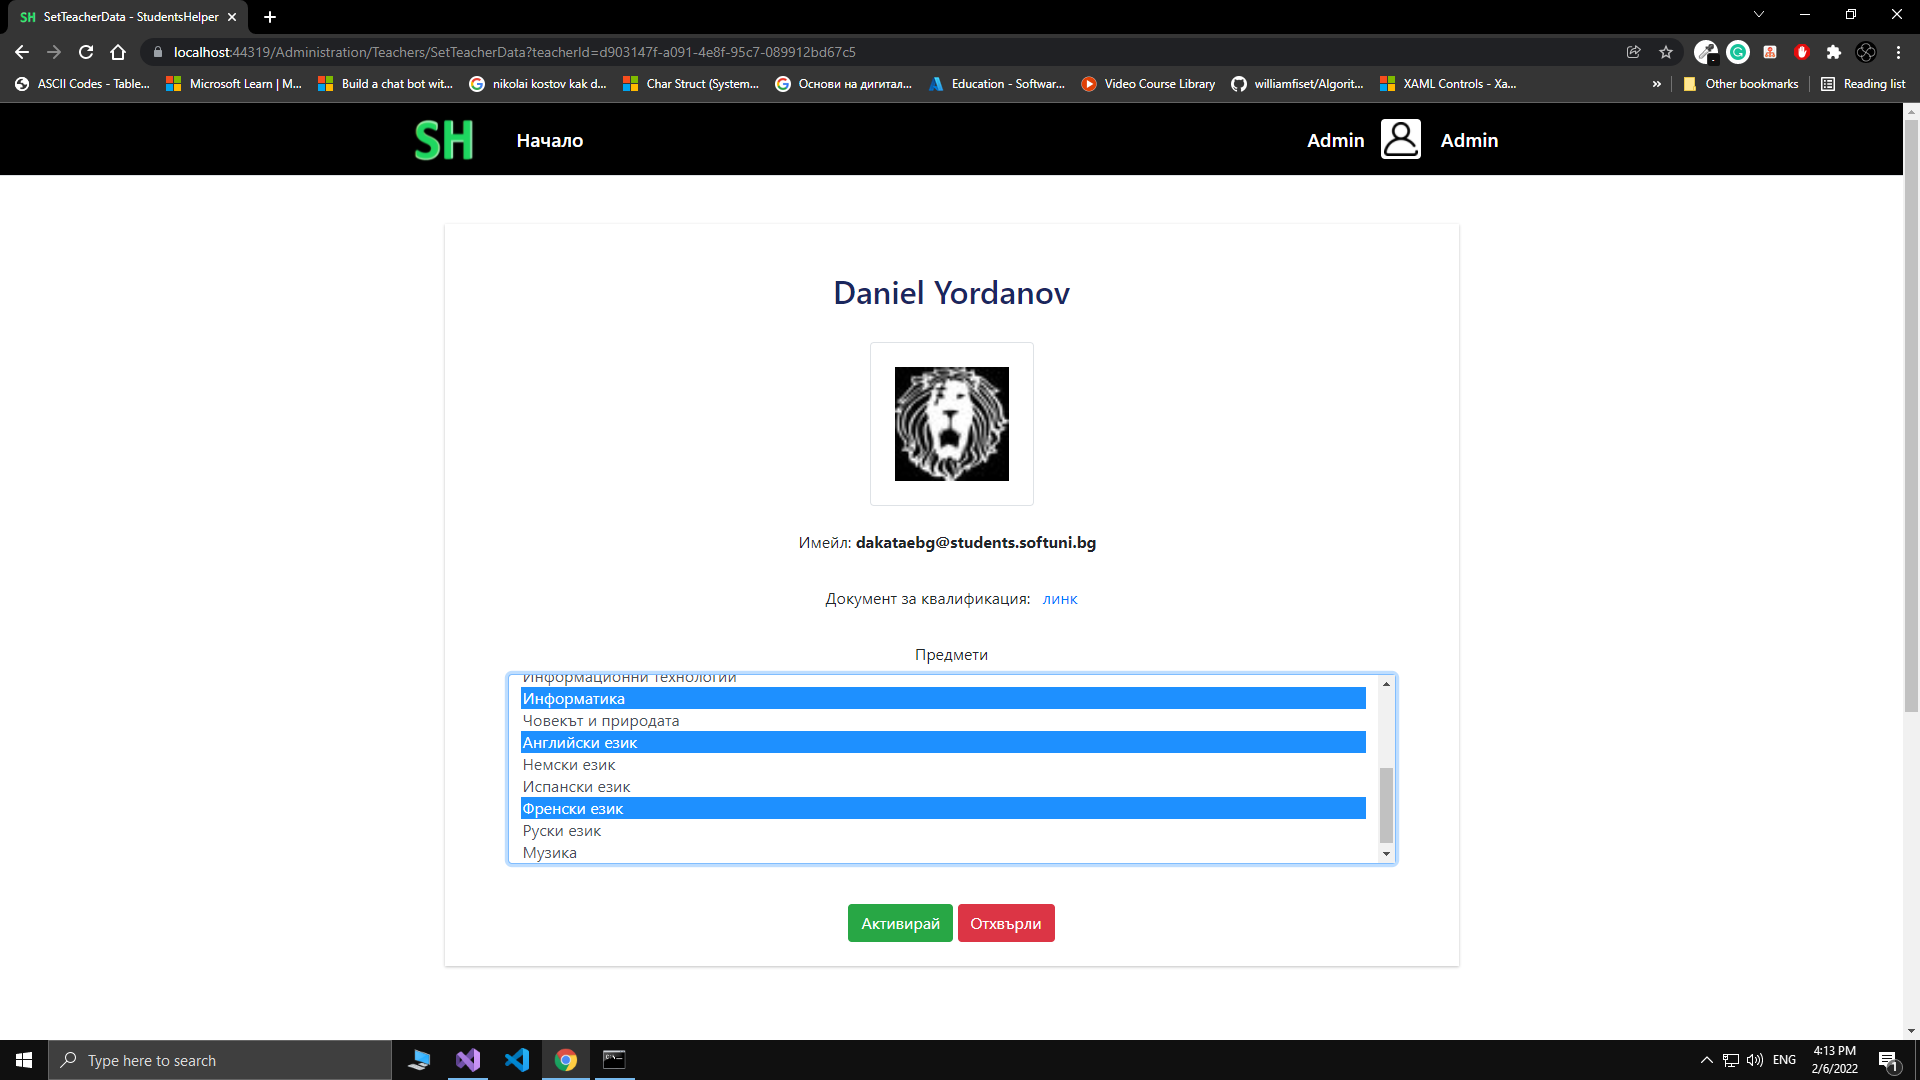 SH SetTeacherData - StudentsHelper
localhost:44319/Administration/Teachers/SetTeacherData?teacherId=d903147f-a091-4e8f-95c7-089912bd67c5
ASCII Codes - Table... Microsoft Learn | M... Build a chat bot wit... nikolai kostov kak d... Char Struct (System... Основи на дигитал... Education - Softwar... Video Course Library williamfiset/Algorit... XAML Controls - Xa... » Other bookmarks Reading list
SH Начало Admin Admin
Daniel Yordanov
Имейл: dakataebg@students.softuni.bg
Документ за квалификация: линк
Предмети
Информационни технологии
Информатика
Човекът и природата
Английски език
Немски език
Испански език
Френски език
Руски език
Музика
Активирай Отхвърли
Type here to search
ENG
4:13 PM
2/6/2022
1